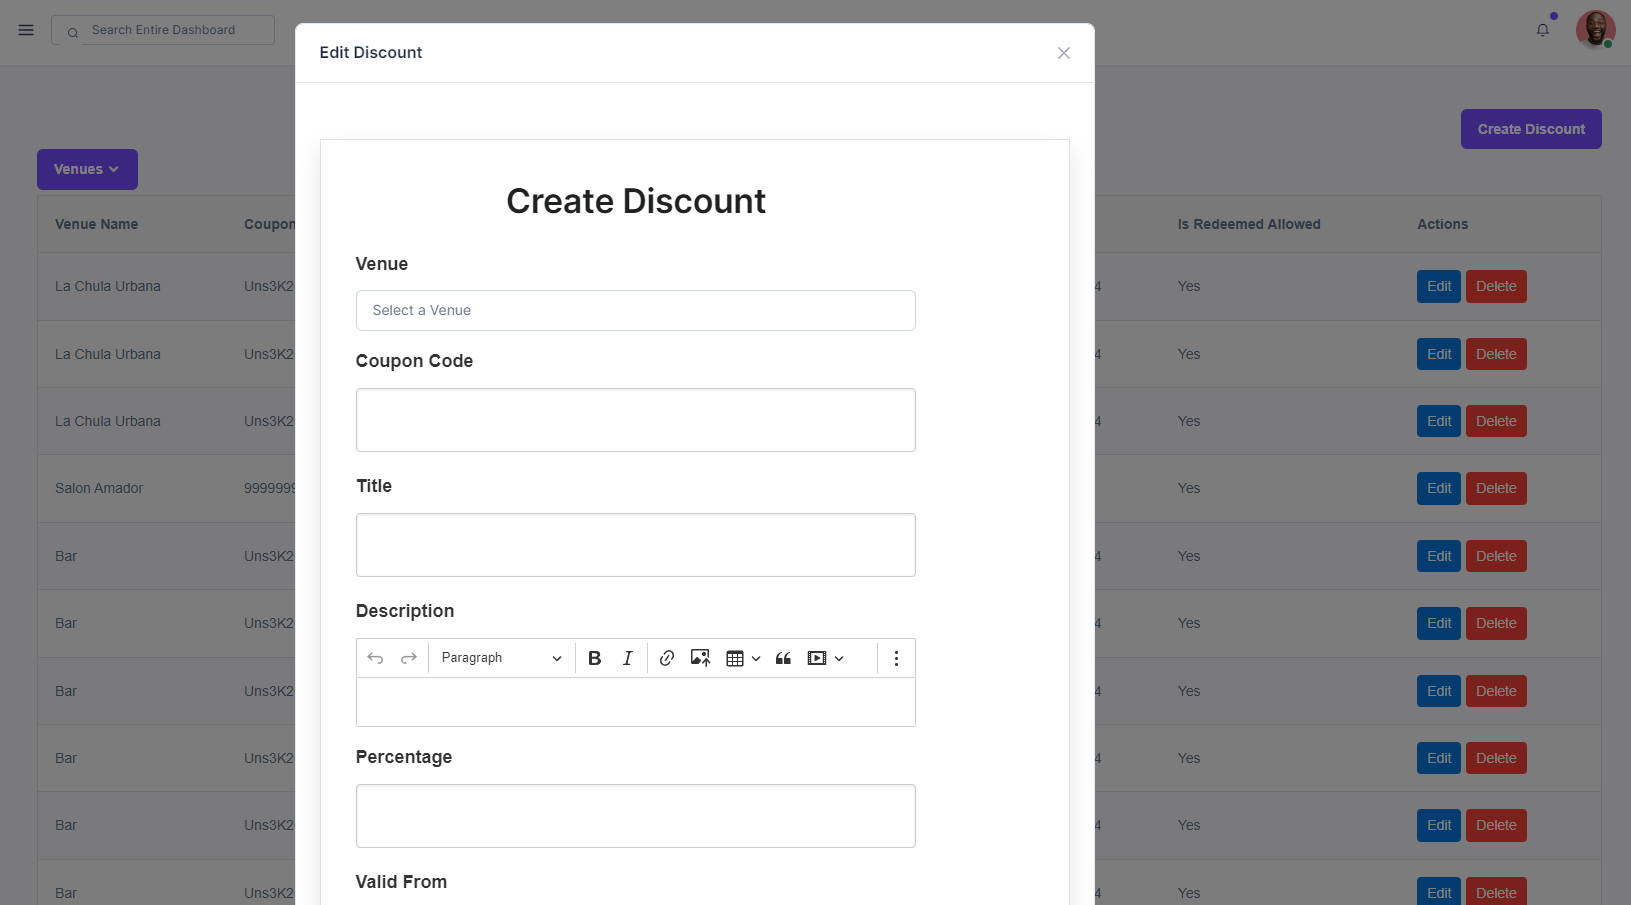 Search Entire Dashboard
Edit Discount
Create Discount
Venues
Venue Name Coupon Is Redeemed Allowed Actions
La Chula Urbana Uns3K2 4 Yes Edit Delete
La Chula Urbana Uns3K2 4 Yes Edit Delete
La Chula Urbana Uns3K2 4 Yes Edit Delete
Salon Amador 9999999 Yes Edit Delete
Bar Uns3K2 4 Yes Edit Delete
Bar Uns3K2 4 Yes Edit Delete
Bar Uns3K2 4 Yes Edit Delete
Bar Uns3K2 4 Yes Edit Delete
Bar Uns3K2 4 Yes Edit Delete
Bar Uns3K2 4 Yes Edit Delete
Create Discount
Venue
Select a Venue
Coupon Code
Title
Description
Paragraph B I
Percentage
Valid From